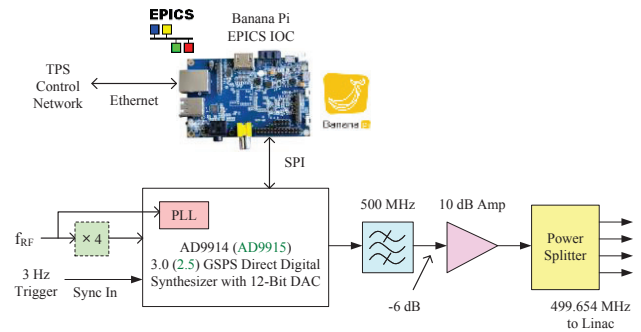 EPICS
Banana Pi
EPICS IOC
TPS
Control
Network
Ethernet
Banana Pi
SPI
500 MHz
10 dB Amp
PLL
fRF
× 4
AD9914 (AD9915)
3.0 (2.5) GSPS Direct Digital
Synthesizer with 12-Bit DAC
Power
Splitter
3 Hz
Trigger
Sync In
-6 dB
499.654 MHz
to Linac